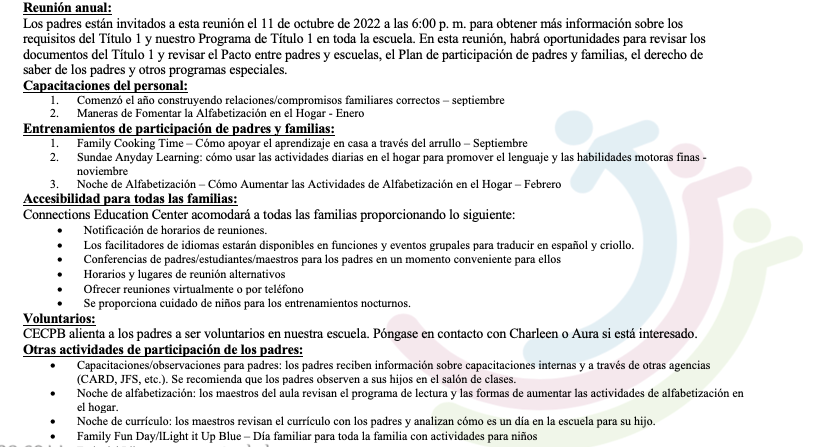 Reunión anual:
Los padres están invitados a esta reunión el 11 de octubre de 2022 a las 6:00 p. m. para obtener más información sobre los
requisitos del Título 1 y nuestro Programa de Título 1 en toda la escuela. En esta reunión, habrá oportunidades para revisar los
documentos del Título 1 y revisar el Pacto entre padres y escuelas, el Plan de participación de padres y familias, el derecho de
saber de los padres y otros programas especiales.
Capacitaciones del personal:
1. Comenzó el año construyendo relaciones/compromisos familiares correctos – septiembre
2. Maneras de Fomentar la Alfabetización en el Hogar - Enero
Entrenamientos de participación de padres y familias:
1. Family Cooking Time – Cómo apoyar el aprendizaje en casa a través del arrullo – Septiembre
2. Sundae Anyday Learning: cómo usar las actividades diarias en el hogar para promover el lenguaje y las habilidades motoras finas -
noviembre
3. Noche de Alfabetización – Cómo Aumentar las Actividades de Alfabetización en el Hogar – Febrero
Accesibilidad para todas las familias:
Connections Education Center acomodará a todas las familias proporcionando lo siguiente:
• Notificación de horarios de reuniones.
• Los facilitadores de idiomas estarán disponibles en funciones y eventos grupales para traducir en español y criollo.
• Conferencias de padres/estudiantes/maestros para los padres en un momento conveniente para ellos
• Horarios y lugares de reunión alternativos
• Ofrecer reuniones virtualmente o por teléfono
• Se proporciona cuidado de niños para los entrenamientos nocturnos.
Voluntarios:
CECPB alienta a los padres a ser voluntarios en nuestra escuela. Póngase en contacto con Charleen o Aura si está interesado.
Otras actividades de participación de los padres:
• Capacitaciones/observaciones para padres: los padres reciben información sobre capacitaciones internas y a través de otras agencias
(CARD, JFS, etc.). Se recomienda que los padres observen a sus hijos en el salón de clases.
• Noche de alfabetización: los maestros del aula revisan el programa de lectura y las formas de aumentar las actividades de alfabetización en
el hogar.
• Noche de currículo: los maestros revisan el currículo con los padres y analizan cómo es un día en la escuela para su hijo.
• Family Fun Day/lLight it Up Blue – Día familiar para toda la familia con actividades para niños